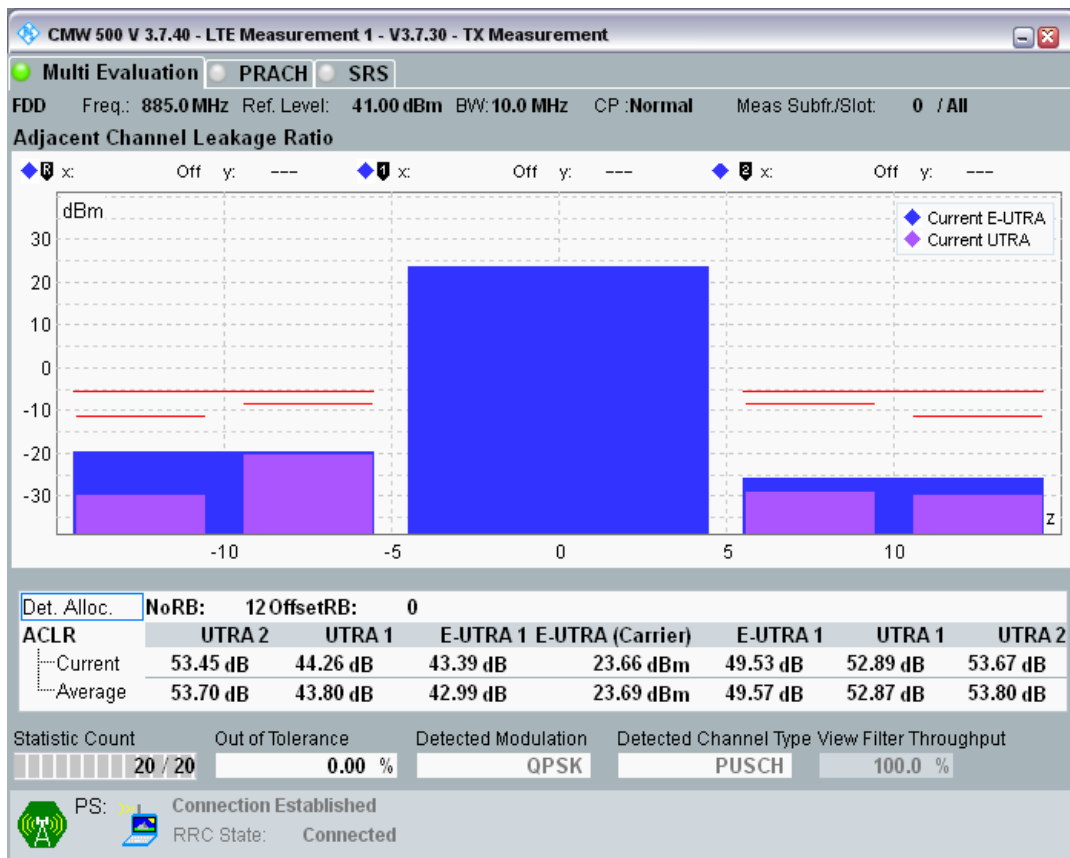 CMW 500 V 3.7.40 - LTE Measurement 1 - V3.7.30 - TX Measurement
Multi Evaluation PRACH SRS
FDD Freq.: 885.0 MHz Ref. Level: 41.00 dBm BW: 10.0 MHz CP :Normal Meas Subfr./Slot: 0 / All
Adjacent Channel Leakage Ratio
R x: Off y: --- 1 x: Off y: --- 2 x: Off y: ---
dBm
Current E-UTRA
Current UTRA
30
20
10
0
-10
-20
-30
z
-10 -5 0 5 10
Det. Alloc. NoRB: 12 OffsetRB: 0
ACLR UTRA 2 UTRA 1 E-UTRA 1 E-UTRA (Carrier) E-UTRA 1 UTRA 1 UTRA 2
Current 53.45 dB 44.26 dB 43.39 dB 23.66 dBm 49.53 dB 52.89 dB 53.67 dB
Average 53.70 dB 43.80 dB 42.99 dB 23.69 dBm 49.57 dB 52.87 dB 53.80 dB
Statistic Count Out of Tolerance Detected Modulation Detected Channel Type View Filter Throughput
20 / 20 0.00 % QPSK PUSCH 100.0 %
PS: Connection Established
RRC State: Connected